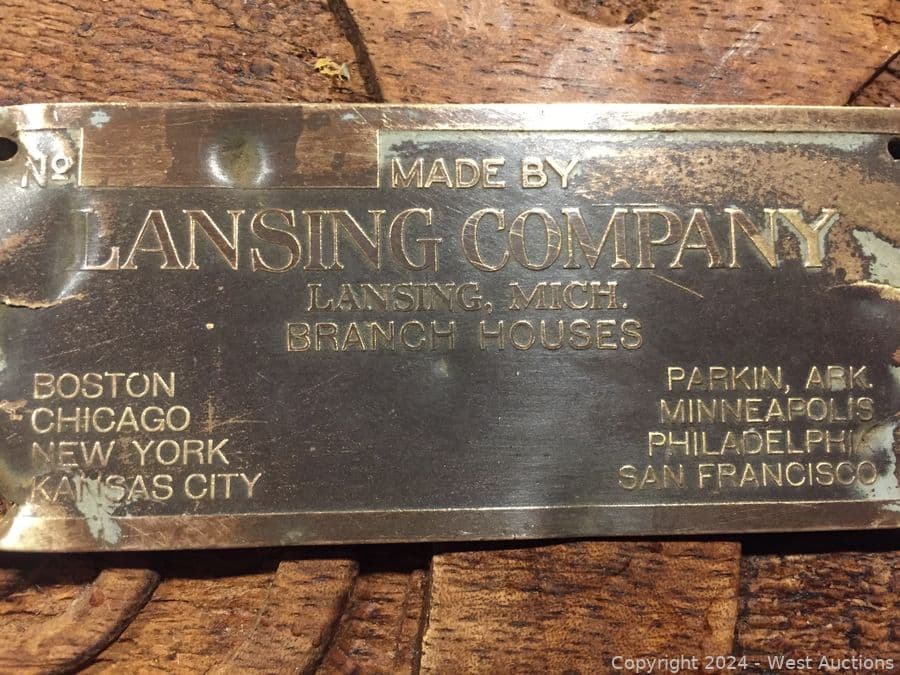 Nº
MADE BY
LANSING COMPANY
LANSING, MICH.
BRANCH HOUSES
BOSTON
CHICAGO
NEW YORK
KANSAS CITY
PARKIN, ARK.
MINNEAPOLIS
PHILADELPHIA
SAN FRANCISCO
Copyright 2024 - West Auctions